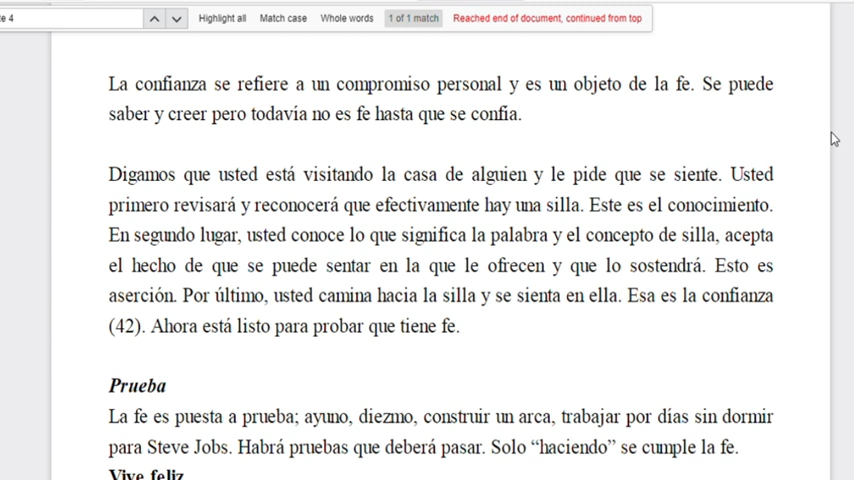 e 4
Highlight all Match case Whole words 1 of 1 match Reached end of document, continued from top
La confianza se refiere a un compromiso personal y es un objeto de la fe. Se puede
saber y creer pero todavía no es fe hasta que se confía.
Digamos que usted está visitando la casa de alguien y le pide que se siente. Usted
primero revisará y reconocerá que efectivamente hay una silla. Este es el conocimiento.
En segundo lugar, usted conoce lo que significa la palabra y el concepto de silla, acepta
el hecho de que se puede sentar en la que le ofrecen y que lo sostendrá. Esto es
aserción. Por último, usted camina hacia la silla y se sienta en ella. Esa es la confianza
(42). Ahora está listo para probar que tiene fe.
Prueba
La fe es puesta a prueba; ayuno, diezmo, construir un arca, trabajar por días sin dormir
para Steve Jobs. Habrá pruebas que deberá pasar. Solo “haciendo” se cumple la fe.
Vive feliz